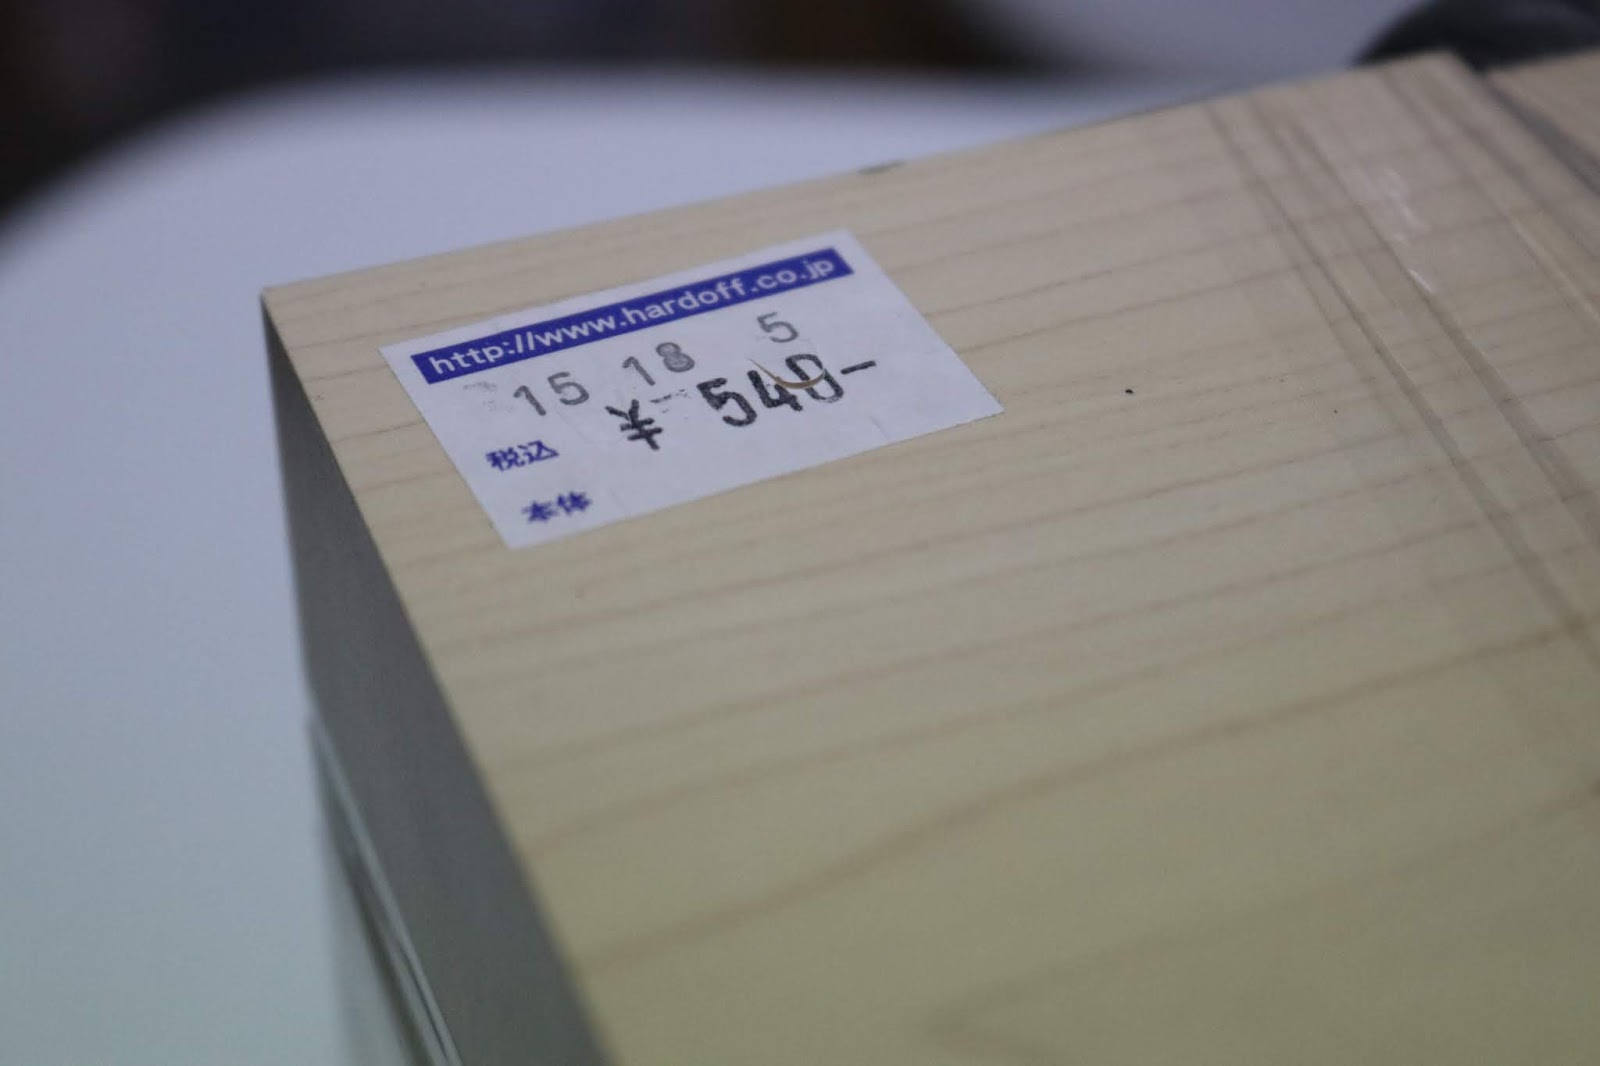 http://www.hardoff.co.jp
15 18 5
税込 ¥ 540-
本体